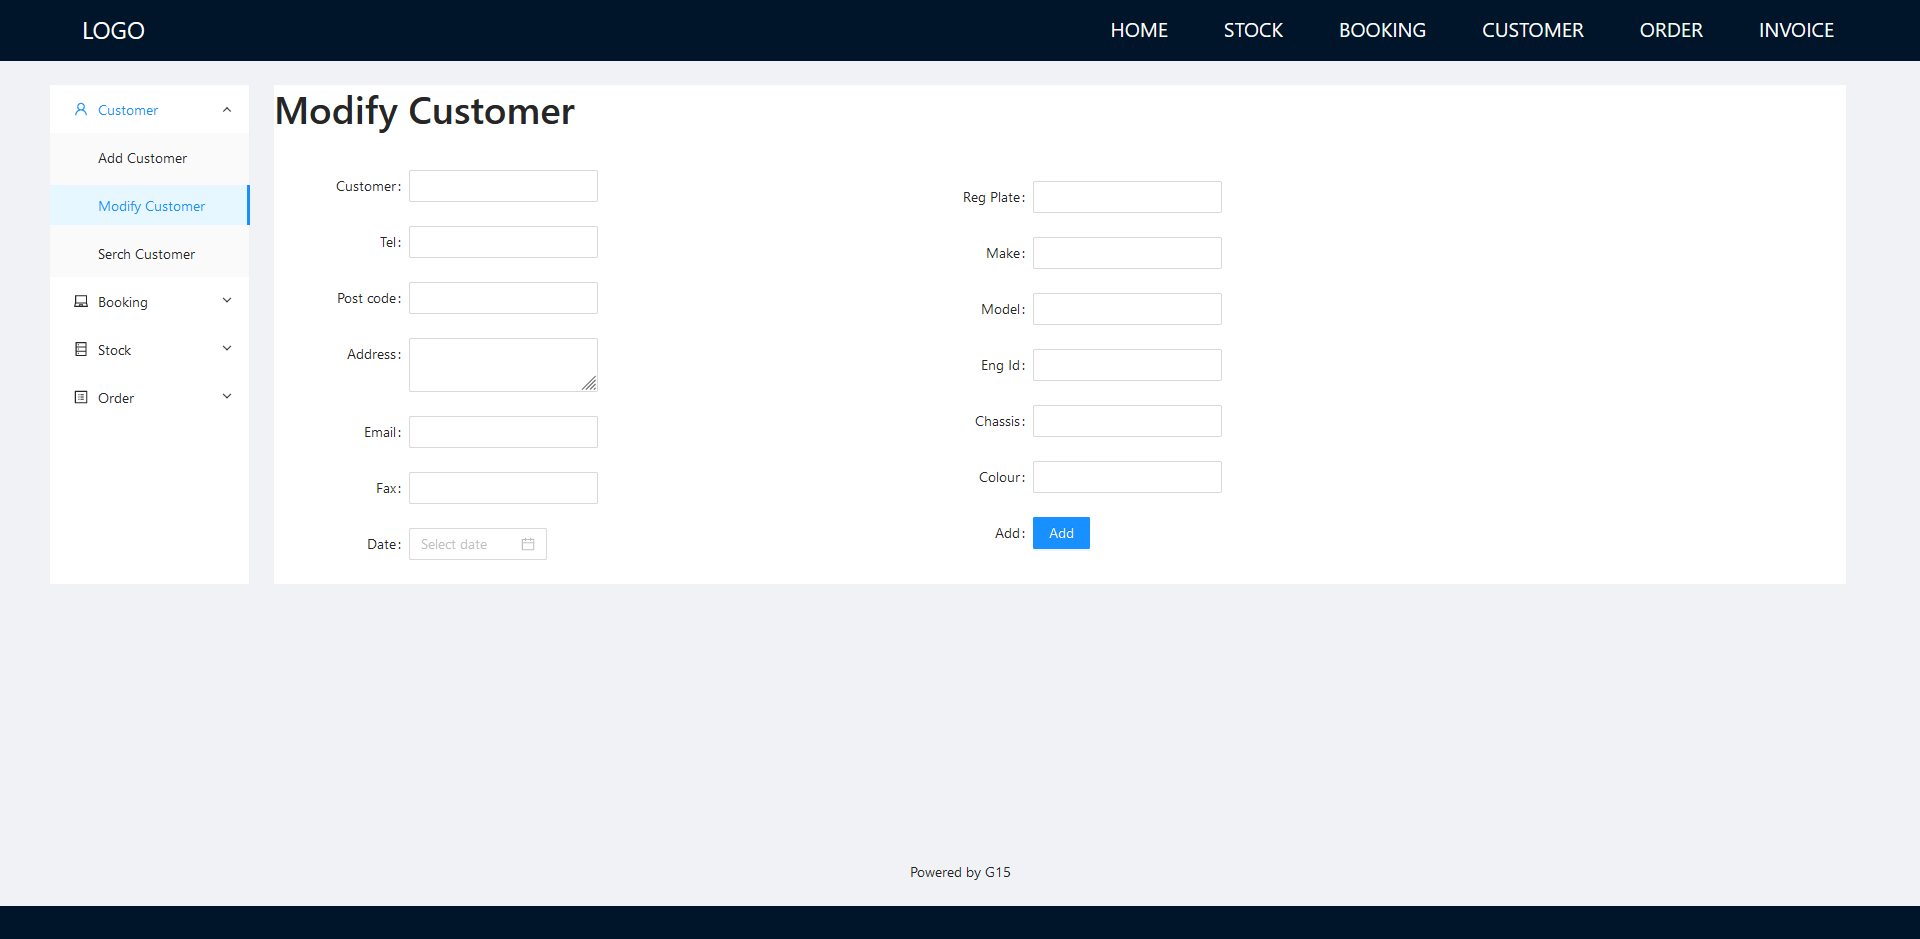 LOGO
HOME STOCK BOOKING CUSTOMER ORDER INVOICE
Customer
Add Customer
Modify Customer
Serch Customer
Booking
Stock
Order
Modify Customer
Customer:
Tel:
Post code:
Address:
Email:
Fax:
Date: Select date
Reg Plate:
Make:
Model:
Eng Id:
Chassis:
Colour:
Add: Add
Powered by G15